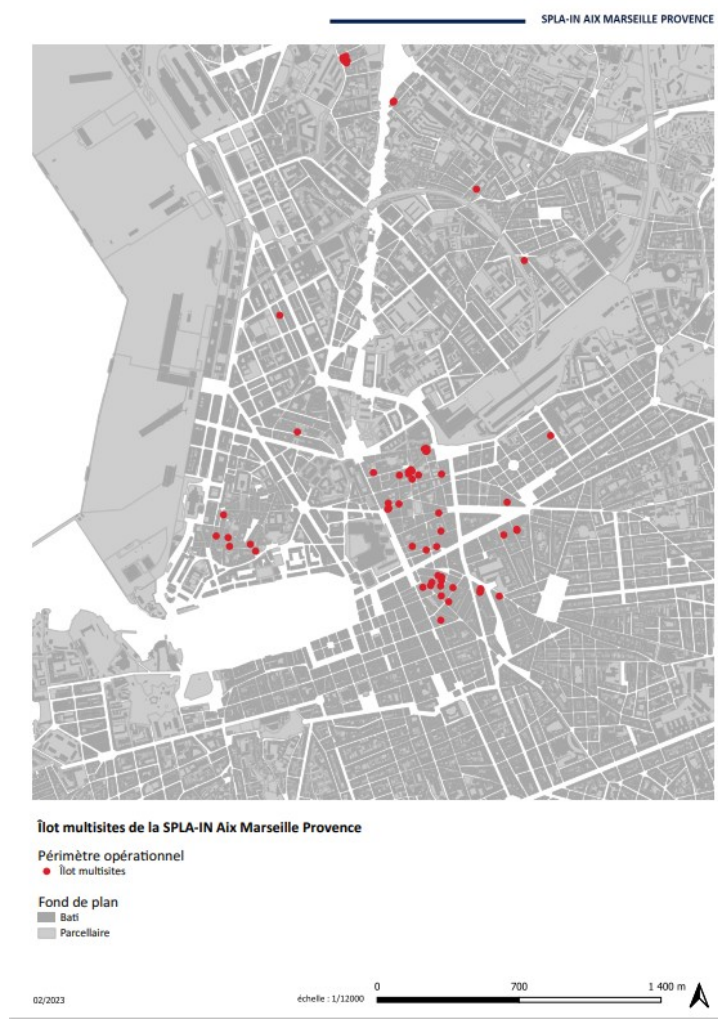 SPLA-IN AIX MARSEILLE PROVENCE
Îlot multisites de la SPLA-IN Aix Marseille Provence
Périmètre opérationnel
Îlot multisites
Fond de plan
Bati
Parcellaire
02/2023
échelle : 1/12000
0 700 1 400 m